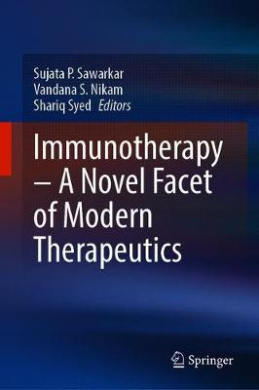 Sujata P. Sawarkar
Vandana S. Nikam
Shariq Syed Editors
Immunotherapy
– A Novel Facet
of Modern
Therapeutics
Springer